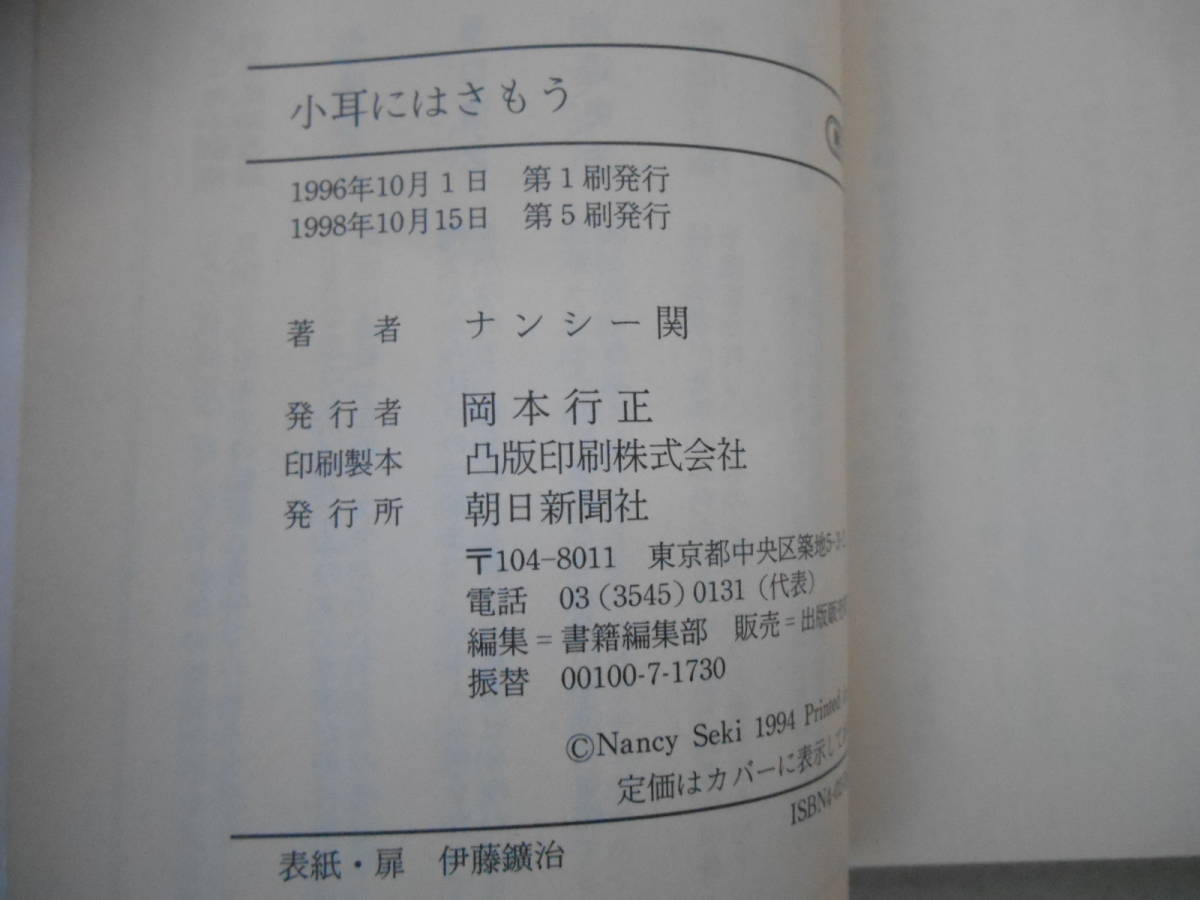 小耳にはさもう
1996年10月1日 第1刷発行
1998年10月15日 第5刷発行
著者 ナンシー関
発行者 岡本行正
印刷製本 凸版印刷株式会社
発行所 朝日新聞社
〒104-8011 東京都中央区築地5-3-
電話 03(3545)0131(代表)
編集=書籍編集部 販売=出版販売
振替 00100-7-1730
©Nancy Seki 1994 Printed
定価はカバーに表示して
ISBN4-02-
表紙・扉 伊藤鑛治